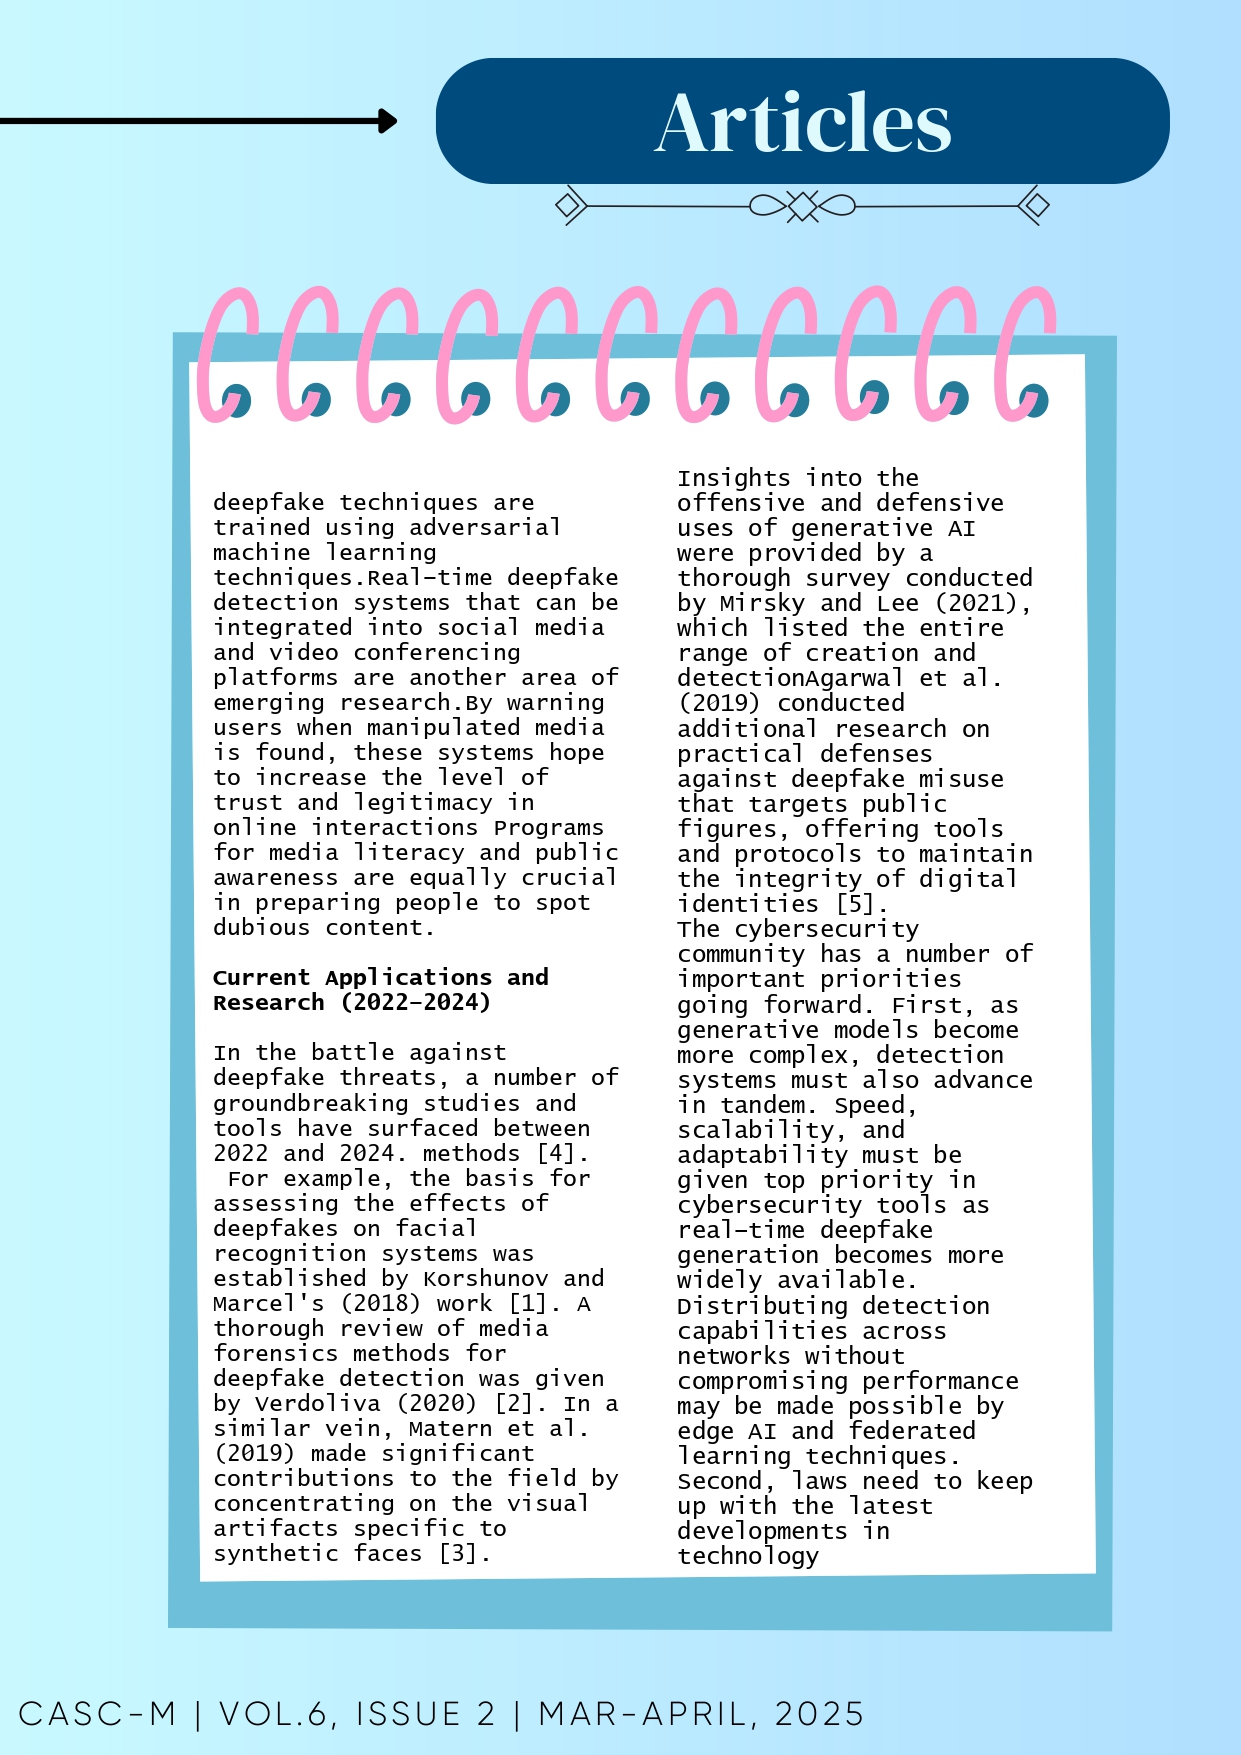 Articles
deepfake techniques are
trained using adversarial
machine learning
techniques.Real-time deepfake
detection systems that can be
integrated into social media
and video conferencing
platforms are another area of
emerging research.By warning
users when manipulated media
is found, these systems hope
to increase the level of
trust and legitimacy in
online interactions Programs
for media literacy and public
awareness are equally crucial
in preparing people to spot
dubious content.
Current Applications and
Research (2022-2024)
In the battle against
deepfake threats, a number of
groundbreaking studies and
tools have surfaced between
2022 and 2024. methods [4].
For example, the basis for
assessing the effects of
deepfakes on facial
recognition systems was
established by Korshunov and
Marcel's (2018) work [1]. A
thorough review of media
forensics methods for
deepfake detection was given
by Verdoliva (2020) [2]. In a
similar vein, Matern et al.
(2019) made significant
contributions to the field by
concentrating on the visual
artifacts specific to
synthetic faces [3].
Insights into the
offensive and defensive
uses of generative AI
were provided by a
thorough survey conducted
by Mirsky and Lee (2021),
which listed the entire
range of creation and
detectionAgarwal et al.
(2019) conducted
additional research on
practical defenses
against deepfake misuse
that targets public
figures, offering tools
and protocols to maintain
the integrity of digital
identities [5].
The cybersecurity
community has a number of
important priorities
going forward. First, as
generative models become
more complex, detection
systems must also advance
in tandem. Speed,
scalability, and
adaptability must be
given top priority in
cybersecurity tools as
real-time deepfake
generation becomes more
widely available.
Distributing detection
capabilities across
networks without
compromising performance
may be made possible by
edge AI and federated
learning techniques.
Second, laws need to keep
up with the latest
developments in
technology
CASC-M | VOL.6, ISSUE 2 | MAR-APRIL, 2025